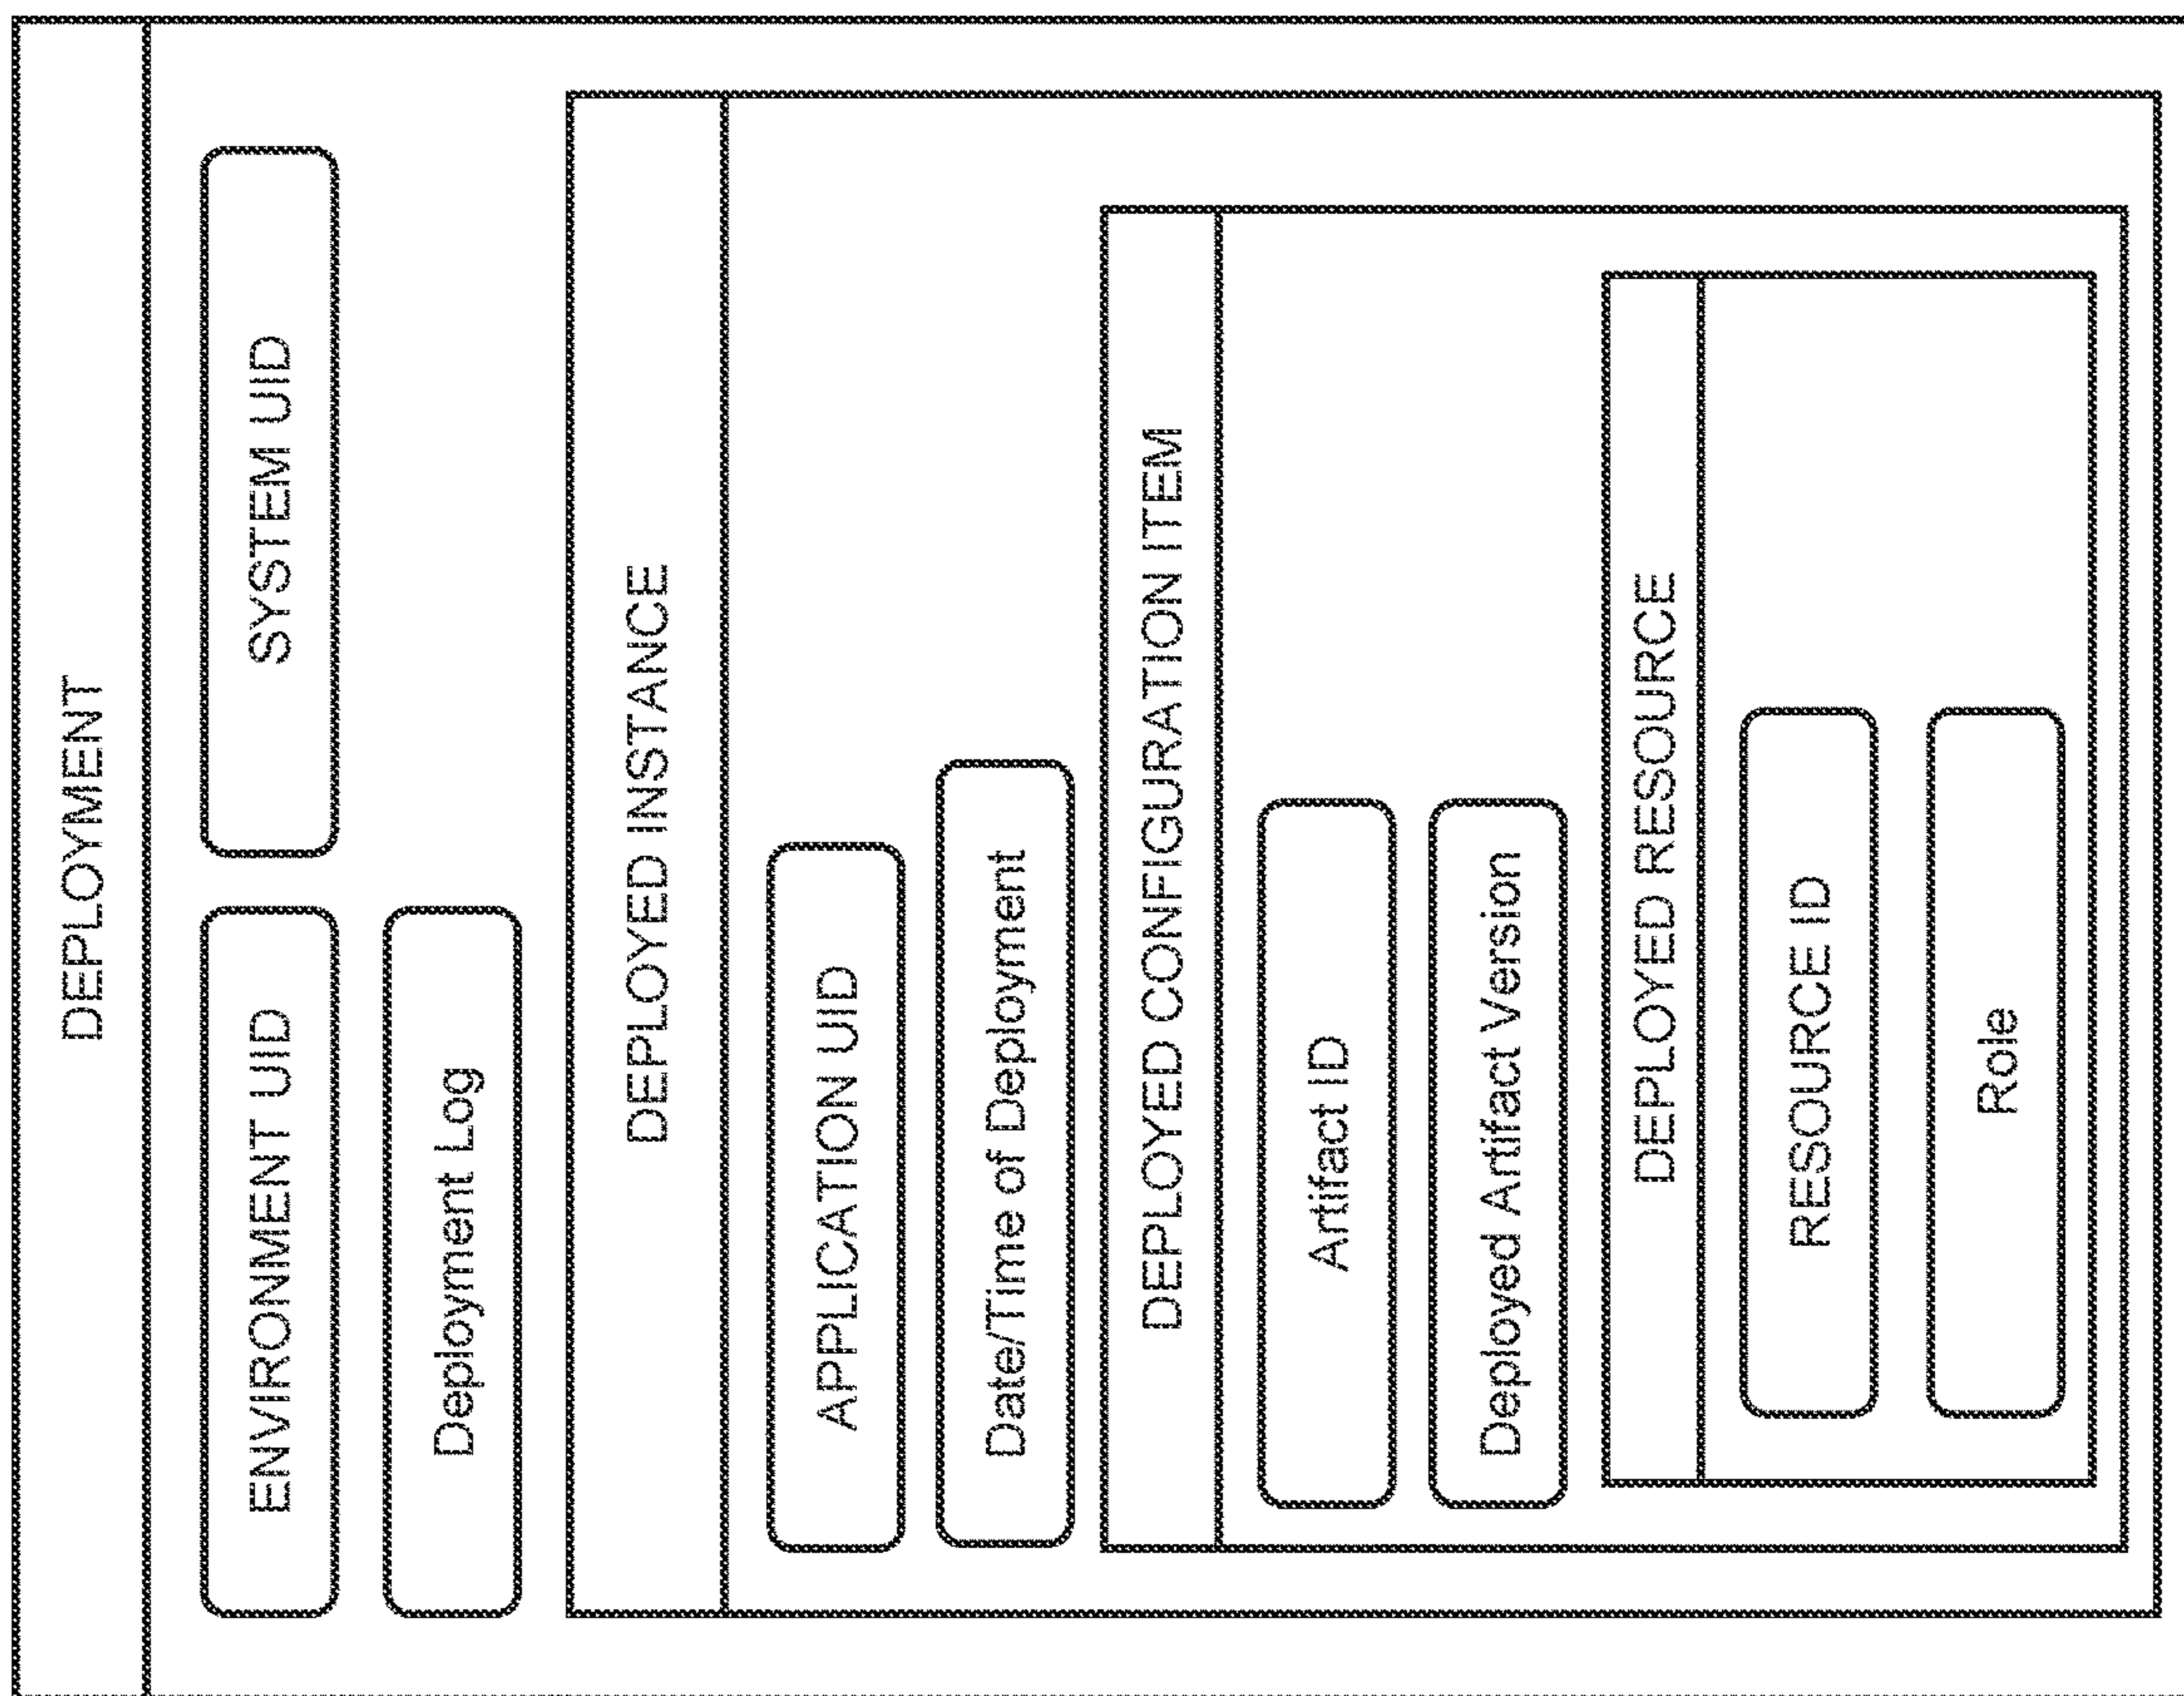 DEPLOYMENT
ENVIRONMENT UID
SYSTEM UID
Deployment Log
DEPLOYED INSTANCE
APPLICATION UID
Date/Time of Deployment
DEPLOYED CONFIGURATION ITEM
Artifact ID
Deployed Artifact Version
DEPLOYED RESOURCE
RESOURCE ID
Role